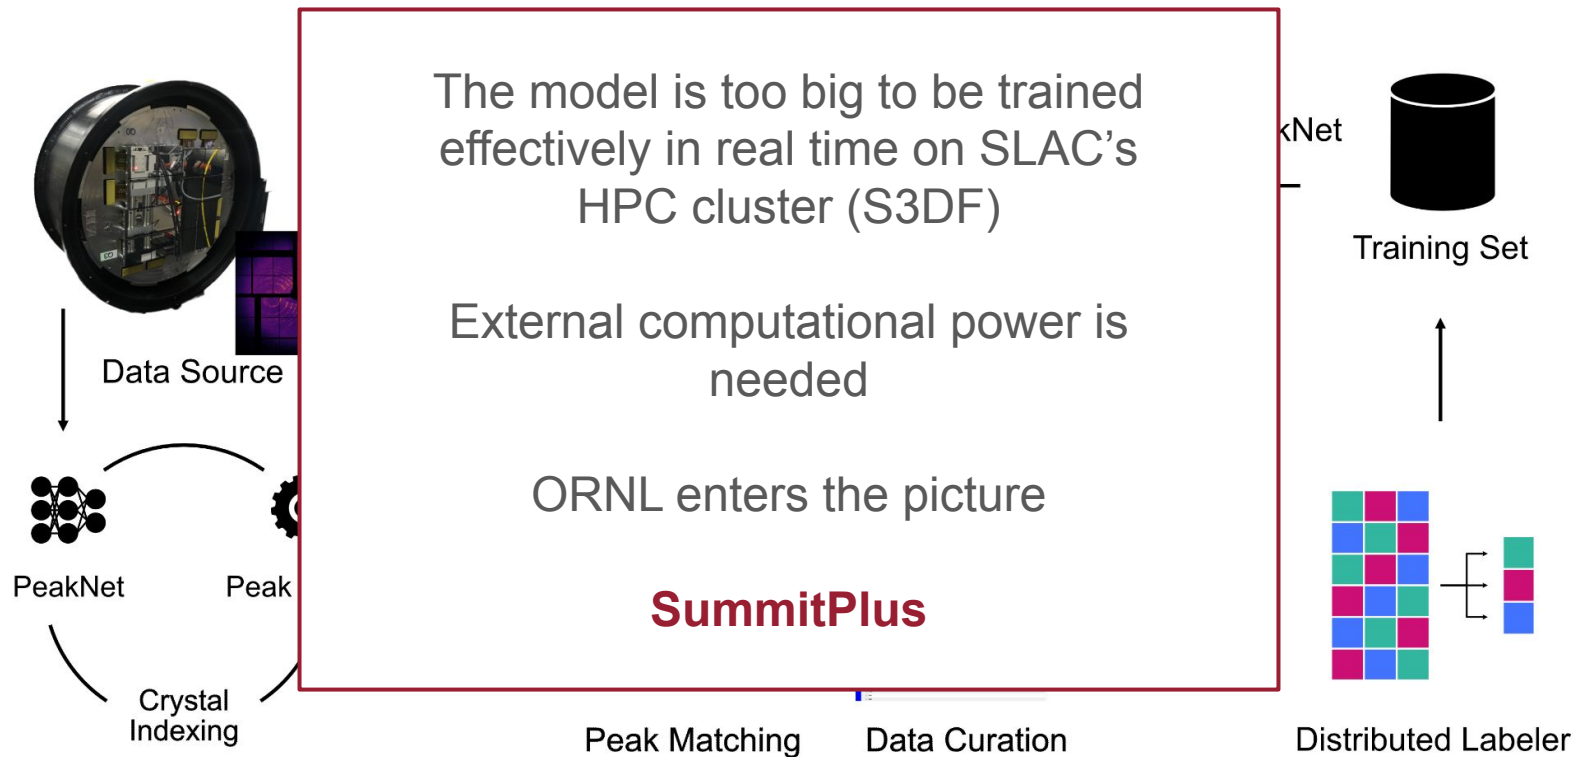 The model is too big to be trained
effectively in real time on SLAC’s
HPC cluster (S3DF)
External computational power is
needed
ORNL enters the picture
SummitPlus
kNet
Training Set
Data Source
PeakNet
Peak
Crystal
Indexing
Peak Matching
Data Curation
Distributed Labeler